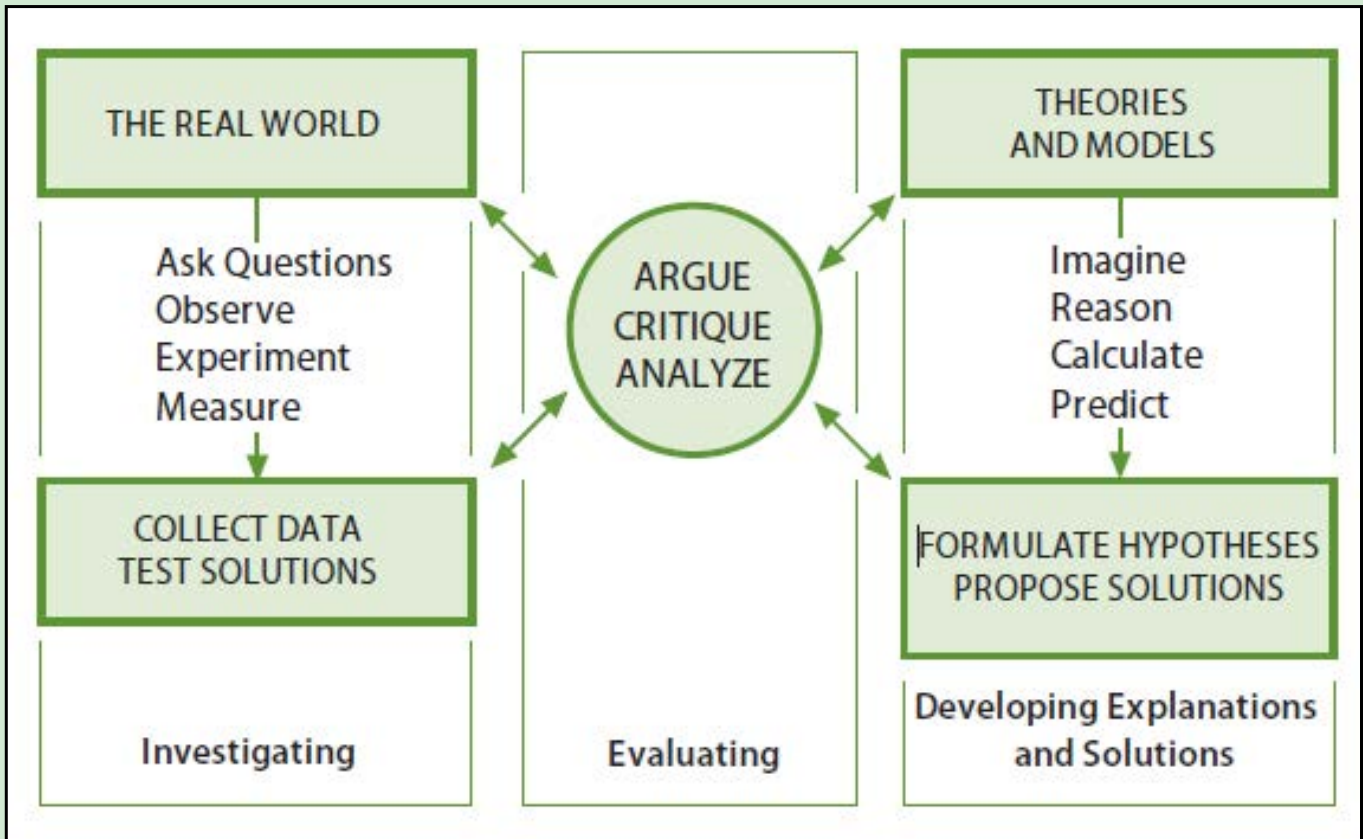 THE REAL WORLD
Ask Questions
Observe
Experiment
Measure
COLLECT DATA
TEST SOLUTIONS
Investigating
ARGUE
CRITIQUE
ANALYZE
Evaluating
THEORIES
AND MODELS
Imagine
Reason
Calculate
Predict
FORMULATE HYPOTHESES
PROPOSE SOLUTIONS
Developing Explanations
and Solutions